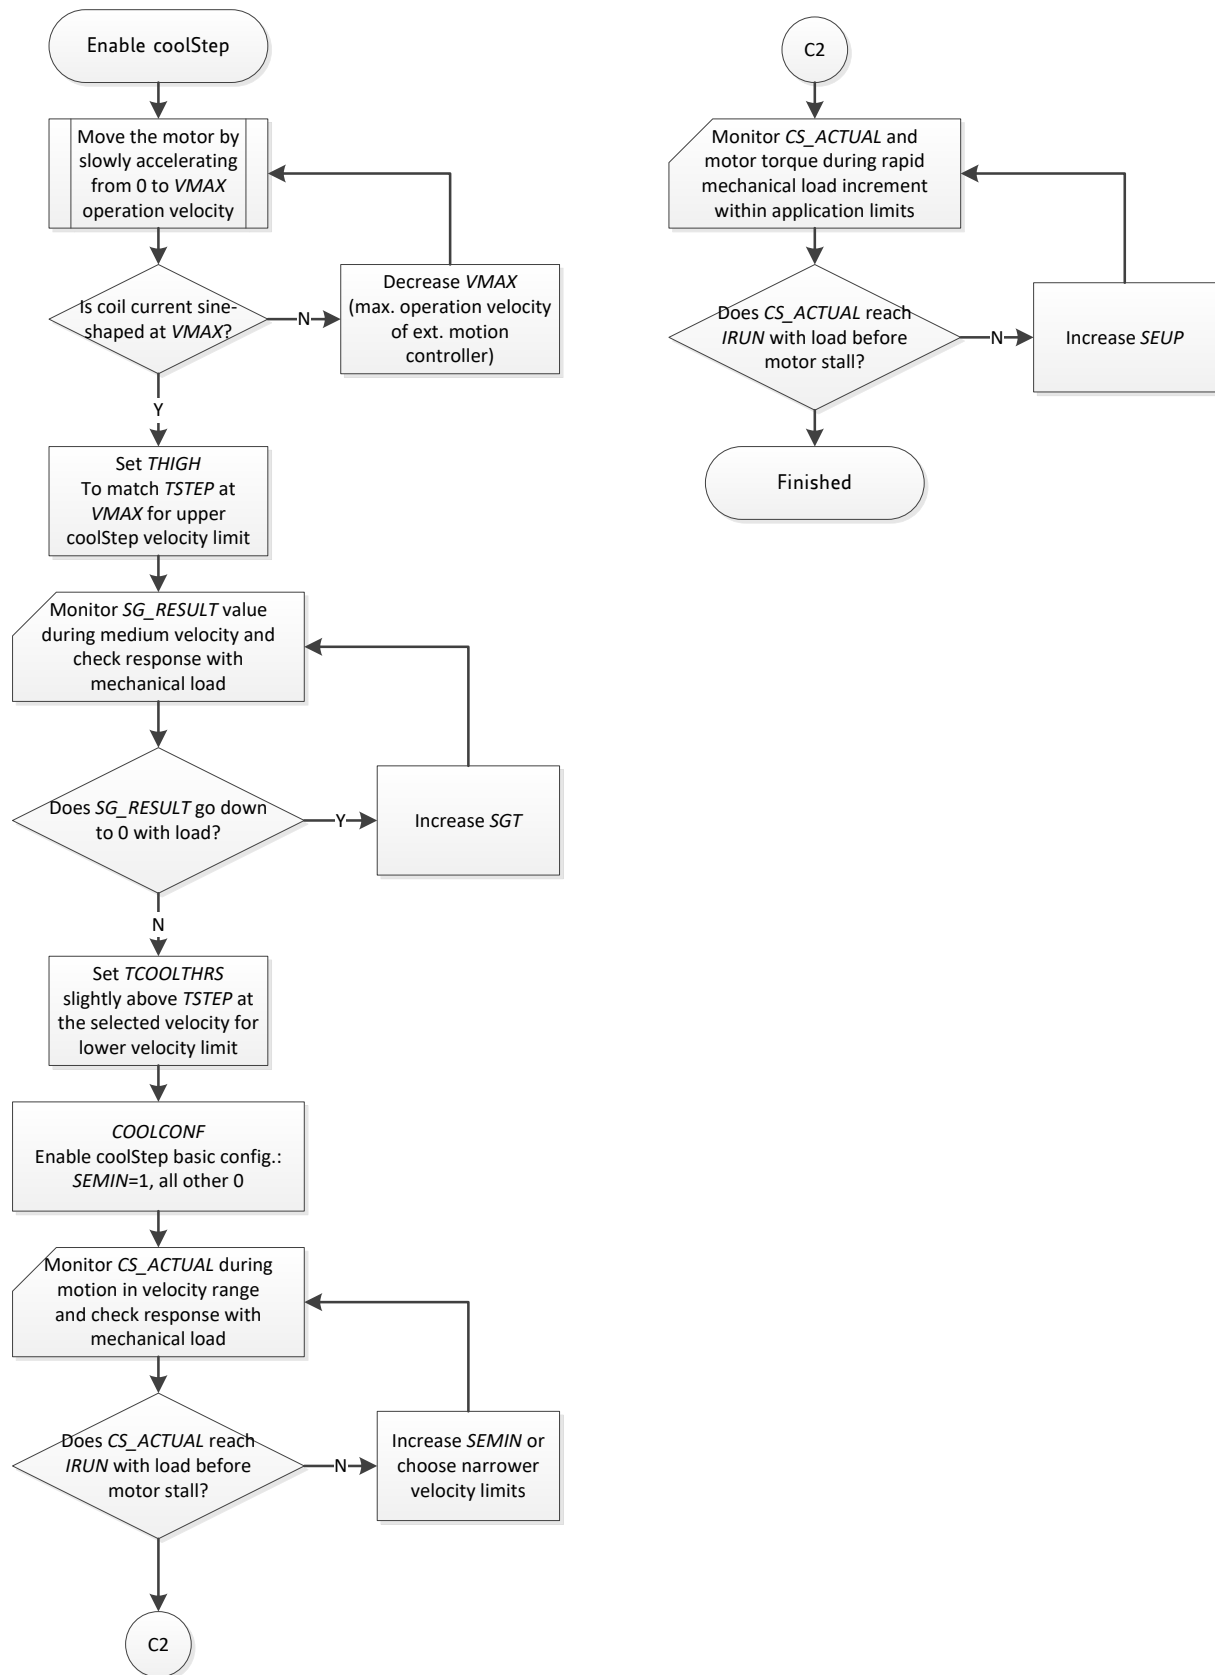 Enable coolStep
Move the motor by
slowly accelerating
from 0 to VMAX
operation velocity
Is coil current sine-
shaped at VMAX?
N
Decrease VMAX
(max. operation velocity
of ext. motion
controller)
Y
Set THIGH
To match TSTEP at
VMAX for upper
coolStep velocity limit
Monitor SG_RESULT value
during medium velocity and
check response with
mechanical load
Does SG_RESULT go down
to 0 with load?
Y
Increase SGT
N
Set TCOOLTHRS
slightly above TSTEP at
the selected velocity for
lower velocity limit
COOLCONF
Enable coolStep basic config.:
SEMIN=1, all other 0
Monitor CS_ACTUAL during
motion in velocity range
and check response with
mechanical load
Does CS_ACTUAL reach
IRUN with load before
motor stall?
N
Increase SEMIN or
choose narrower
velocity limits
C2
C2
Monitor CS_ACTUAL and
motor torque during rapid
mechanical load increment
within application limits
Does CS_ACTUAL reach
IRUN with load before
motor stall?
N
Increase SEUP
Finished